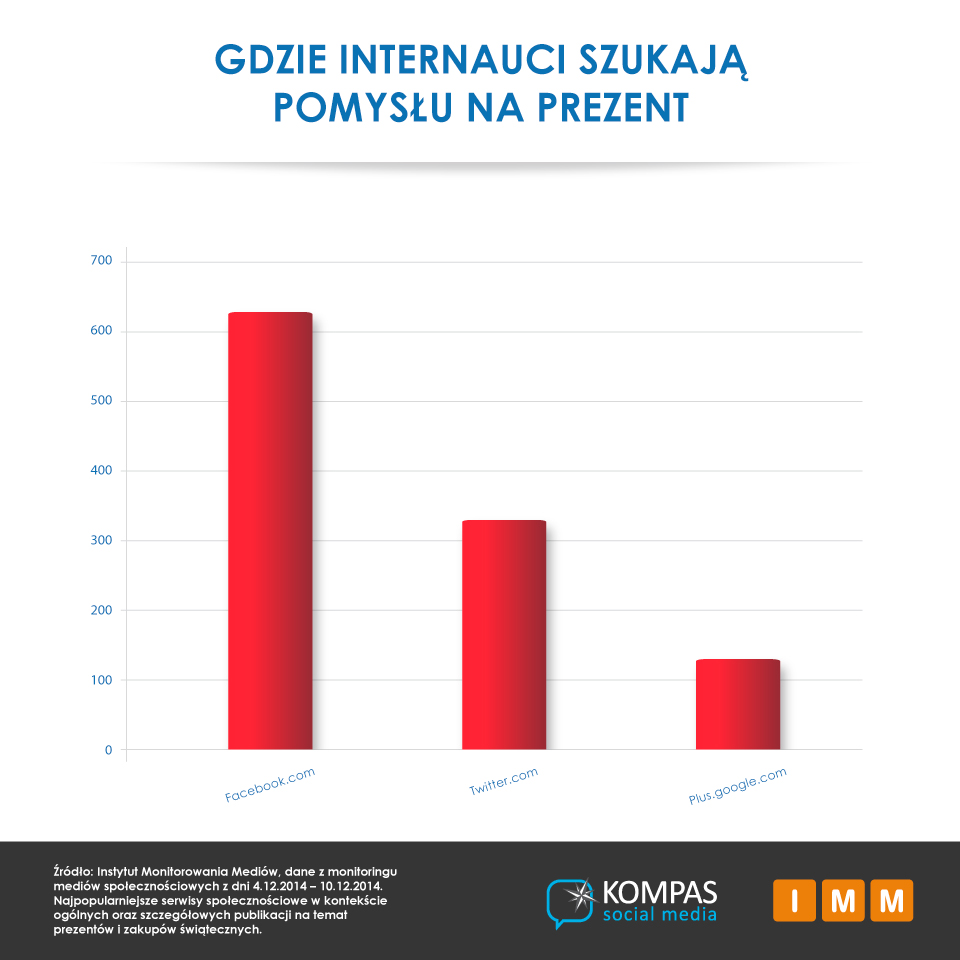 GDZIE INTERNAUCI SZUKAJĄ
POMYSŁU NA PREZENT
700
600
500
400
300
200
100
0
Facebook.com
Twitter.com
Plus.google.com
Źródło: Instytut Monitorowania Mediów, dane z monitoringu
mediów społecznościowych z dni 4.12.2014 – 10.12.2014.
Najpopularniejsze serwisy społecznościowe w kontekście
ogólnych oraz szczegółowych publikacji na temat
prezentów i zakupów świątecznych.
KOMPAS
social media
I M M